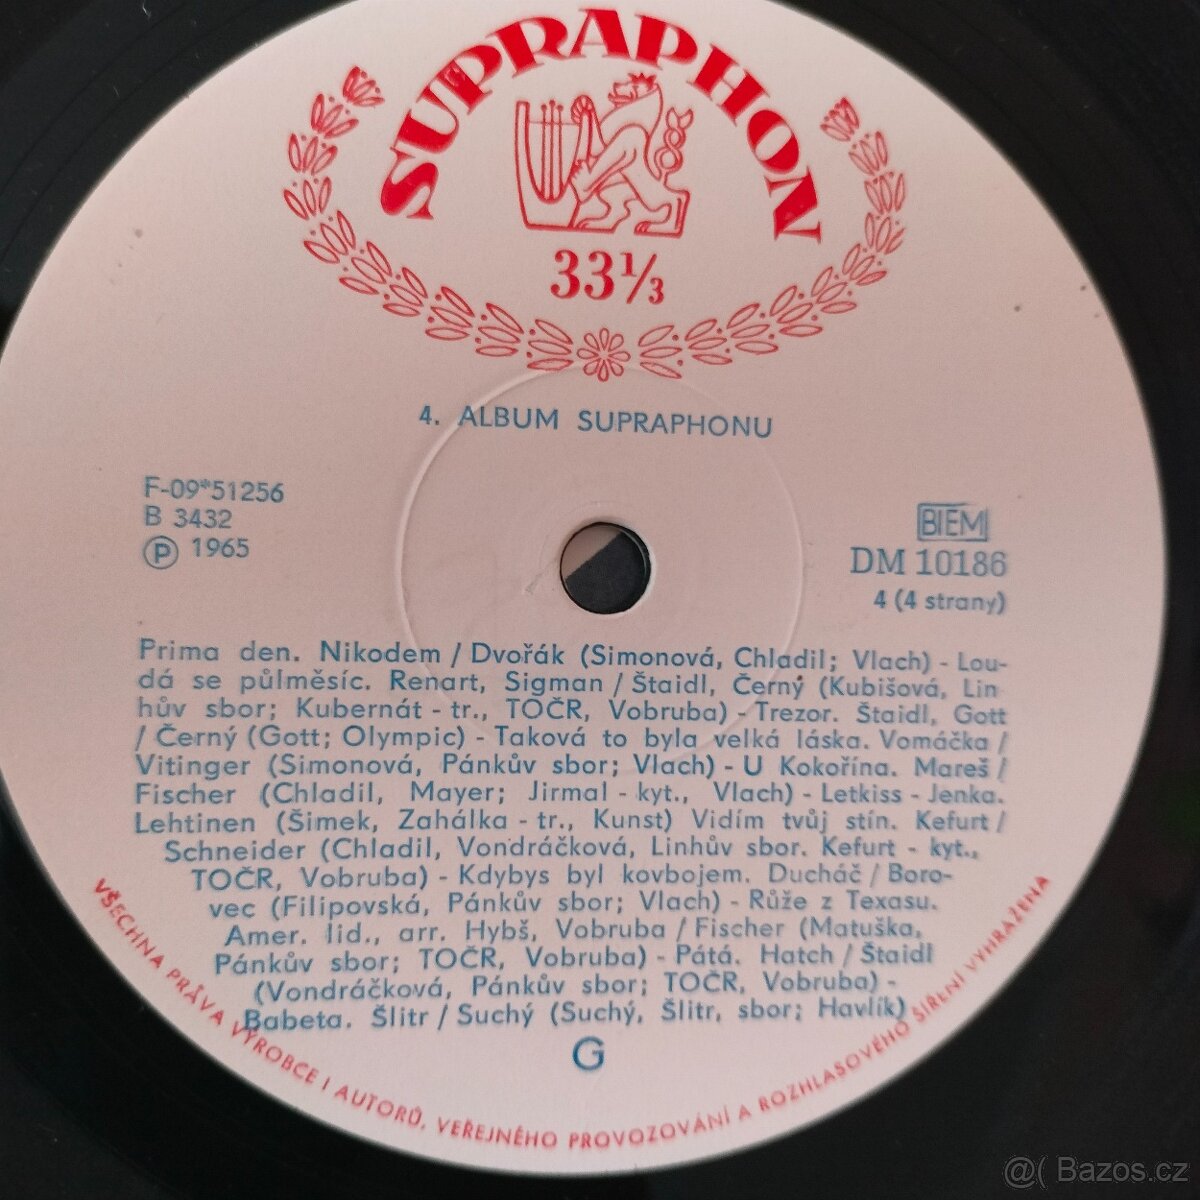 SUPRAPHON
33⅓
4. ALBUM SUPRAPHONU
F-09*51256
B 3432
Ⓟ 1965
BIEM
DM 10186
4 (4 strany)
Prima den. Nikodem / Dvořák (Simonová, Chladil; Vlach) - Lou-
dá se půlměsíc. Renart, Sigman / Štaidl, Černý (Kubišová, Lin
hův sbor; Kubernát - tr., TOČR, Vobruba) - Trezor. Štaidl, Gott
/ Černý (Gott; Olympic) - Taková to byla velká láska. Vomáčka /
Vitinger (Simonová, Pánkův sbor; Vlach) - U Kokořína. Mareš /
Fischer (Chladil, Mayer; Jirmal - kyt., Vlach) - Letkiss - Jenka.
Lehtinen (Šimek, Zahálka - tr., Kunst) Vidím tvůj stín. Kefurt /
Schneider (Chladil, Vondráčková, Linhův sbor. Kefurt - kyt.,
TOČR, Vobruba) - Kdybys byl kovbojem. Ducháč / Boro-
vec (Filipovská, Pánkův sbor; Vlach) - Růže z Texasu.
Amer. lid., arr. Hybš, Vobruba / Fischer (Matuška,
Pánkův sbor; TOČR, Vobruba) - Pátá. Hatch / Štaidl
(Vondráčková, Pánkův sbor; TOČR, Vobruba) -
Babeta. Šlitr / Suchý (Suchý, Šlitr, sbor; Havlík)
G
VŠECHNA PRÁVA VÝROBCE I AUTORŮ, VEŘEJNÉHO PROVOZOVÁNÍ A ROZHLASOVÉHO ŠÍŘENÍ VYHRAŽENA
@( Bazos.cz